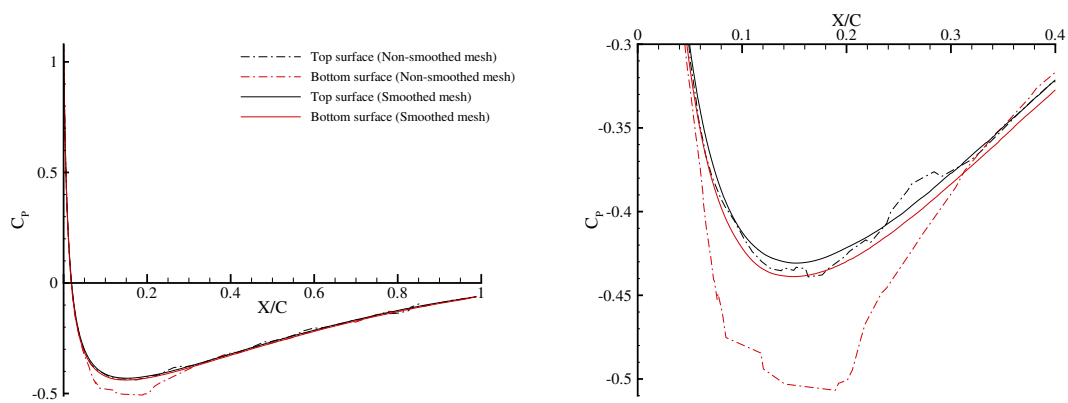 Top surface (Non-smoothed mesh)
Bottom surface (Non-smoothed mesh)
Top surface (Smoothed mesh)
Bottom surface (Smoothed mesh)
1
0.5
0
-0.5
C_P
0.2
0.4
0.6
0.8
1
X/C
X/C
0
0.1
0.2
0.3
0.4
-0.3
-0.35
-0.4
-0.45
-0.5
C_P